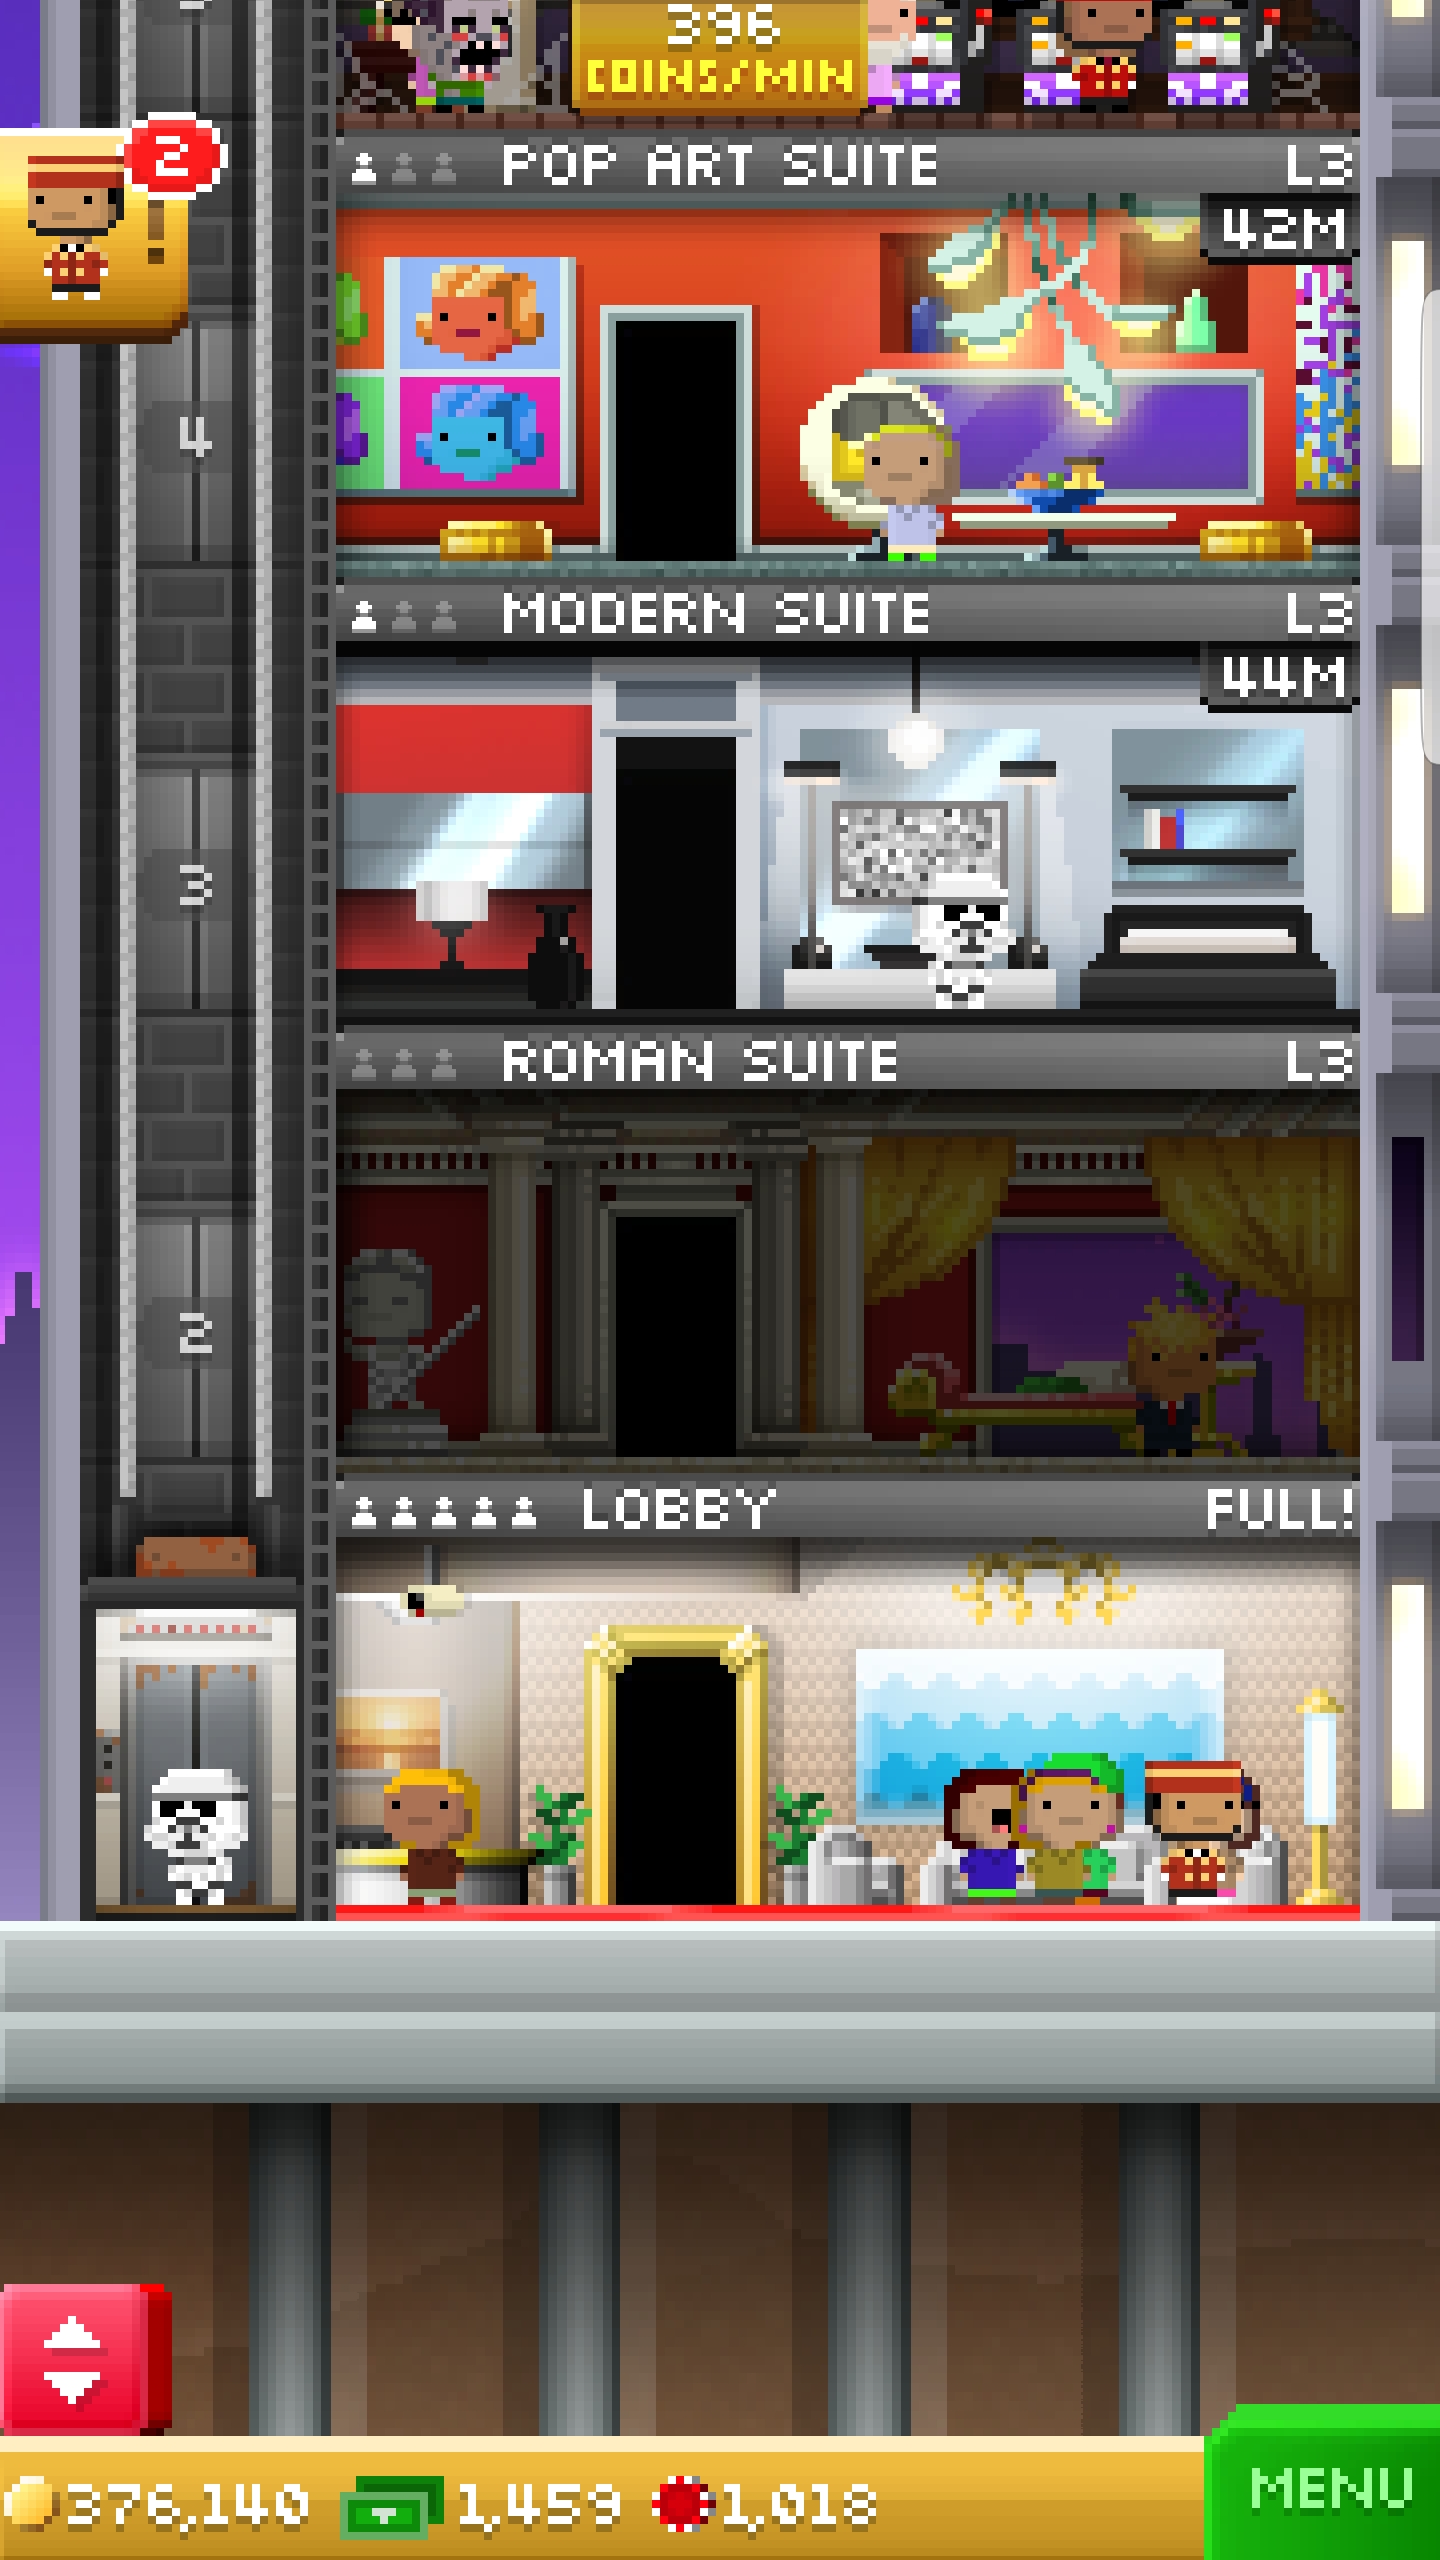 396
COINS/MIN
2
POP ART SUITE L3
42M
4
MODERN SUITE L3
44M
3
ROMAN SUITE L3
2
LOBBY FULL!
376,140 1,459 1,018
MENU